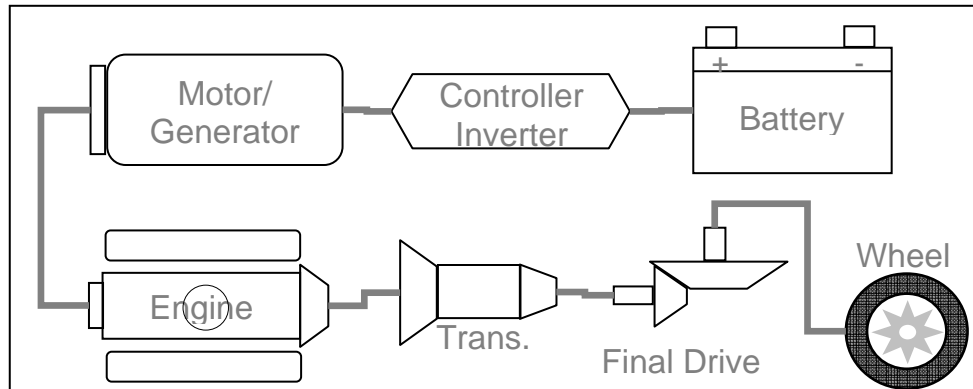 Motor/
Generator
Controller
Inverter
+ -
Battery
Engine
Trans.
Final Drive
Wheel